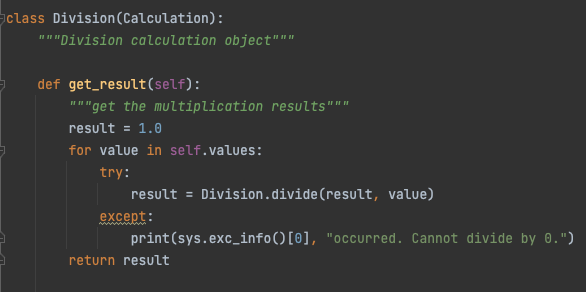 class Division(Calculation):
    """Division calculation object"""
    def get_result(self):
        """get the multiplication results"""
        result = 1.0
        for value in self.values:
            try:
                result = Division.divide(result, value)
            except:
                print(sys.exc_info()[0], "occurred. Cannot divide by 0.")
        return result